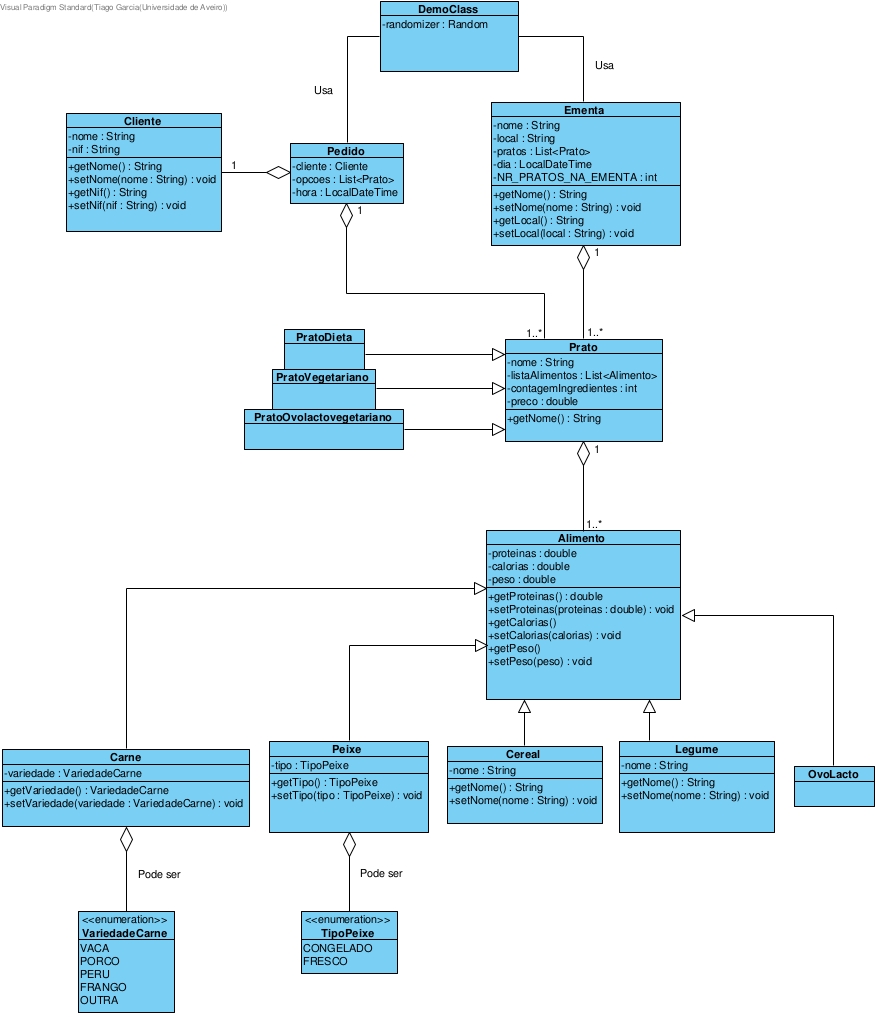 Visual Paradigm Standard(Tiago Garcia(Universidade de Aveiro))
DemoClass
-randomizer : Random
Usa
Usa
Cliente
-nome : String
-nif : String
+getNome() : String
+setNome(nome : String) : void
+getNif() : String
+setNif(nif : String) : void
1
Pedido
-cliente : Cliente
-opcoes : List<Prato>
-hora : LocalDateTime
1
Ementa
-nome : String
-local : String
-pratos : List<Prato>
-dia : LocalDateTime
-NR_PRATOS_NA_EMENTA : int
+getNome() : String
+setNome(nome : String) : void
+getLocal() : String
+setLocal(local : String) : void
1
1..*
1..*
PratoDieta
PratoVegetariano
PratoOvolactovegetariano
Prato
-nome : String
-listaAlimentos : List<Alimento>
-contagemIngredientes : int
-preco : double
+getNome() : String
1
1..*
Alimento
-proteinas : double
-calorias : double
-peso : double
+getProteinas() : double
+setProteinas(proteinas : double) : void
+getCalorias()
+setCalorias(calorias) : void
+getPeso()
+setPeso(peso) : void
Carne
-variedade : VariedadeCarne
+getVariedade() : VariedadeCarne
+setVariedade(variedade : VariedadeCarne) : void
Peixe
-tipo : TipoPeixe
+getTipo() : TipoPeixe
+setTipo(tipo : TipoPeixe) : void
Cereal
-nome : String
+getNome() : String
+setNome(nome : String) : void
Legume
-nome : String
+getNome() : String
+setNome(nome : String) : void
OvoLacto
Pode ser
Pode ser
<<enumeration>>
VariedadeCarne
VACA
PORCO
PERU
FRANGO
OUTRA
<<enumeration>>
TipoPeixe
CONGELADO
FRESCO